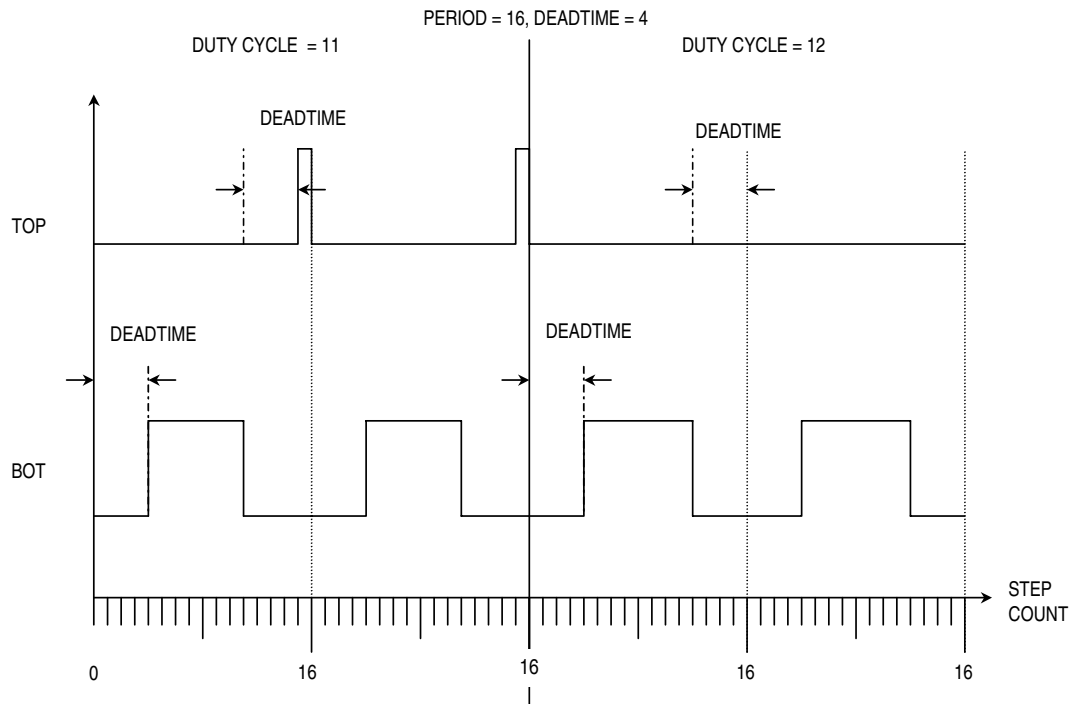 PERIOD = 16, DEADTIME = 4
DUTY CYCLE = 11
DUTY CYCLE = 12
DEADTIME
DEADTIME
TOP
DEADTIME
DEADTIME
BOT
STEP
COUNT
0
16
16
16
16